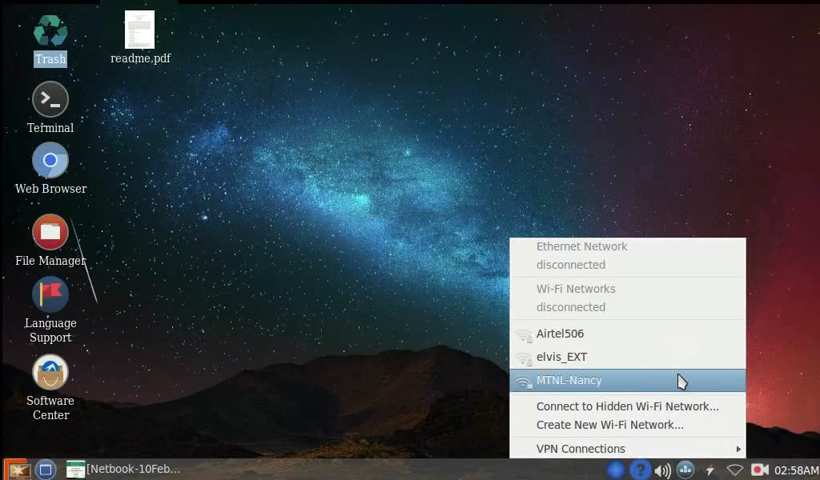 Trash
readme.pdf
Terminal
Web Browser
File Manager
Language
Support
Software
Center
Ethernet Network
disconnected
Wi-Fi Networks
disconnected
Airtel506
elvis_EXT
MTNL-Nancy
Connect to Hidden Wi-Fi Network...
Create New Wi-Fi Network...
VPN Connections
[Netbook-10Feb...
02:58AM